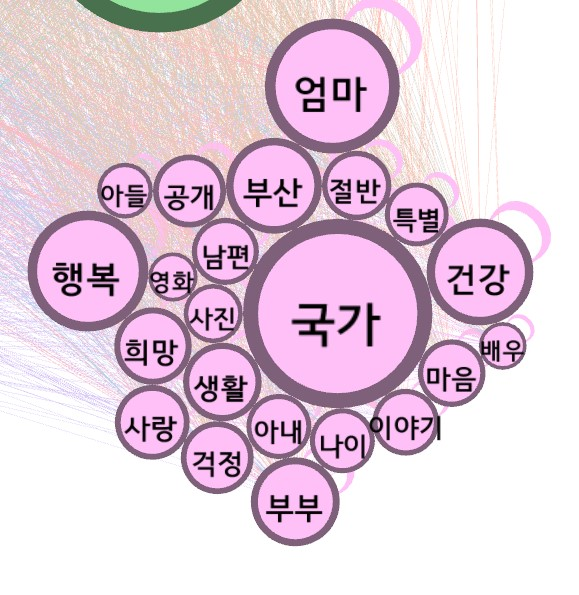 엄마
아들
공개
부산
절반
특별
행복
영화
남편
건강
사진
국가
희망
생활
배우
마음
사랑
걱정
아내
나이
이야기
부부